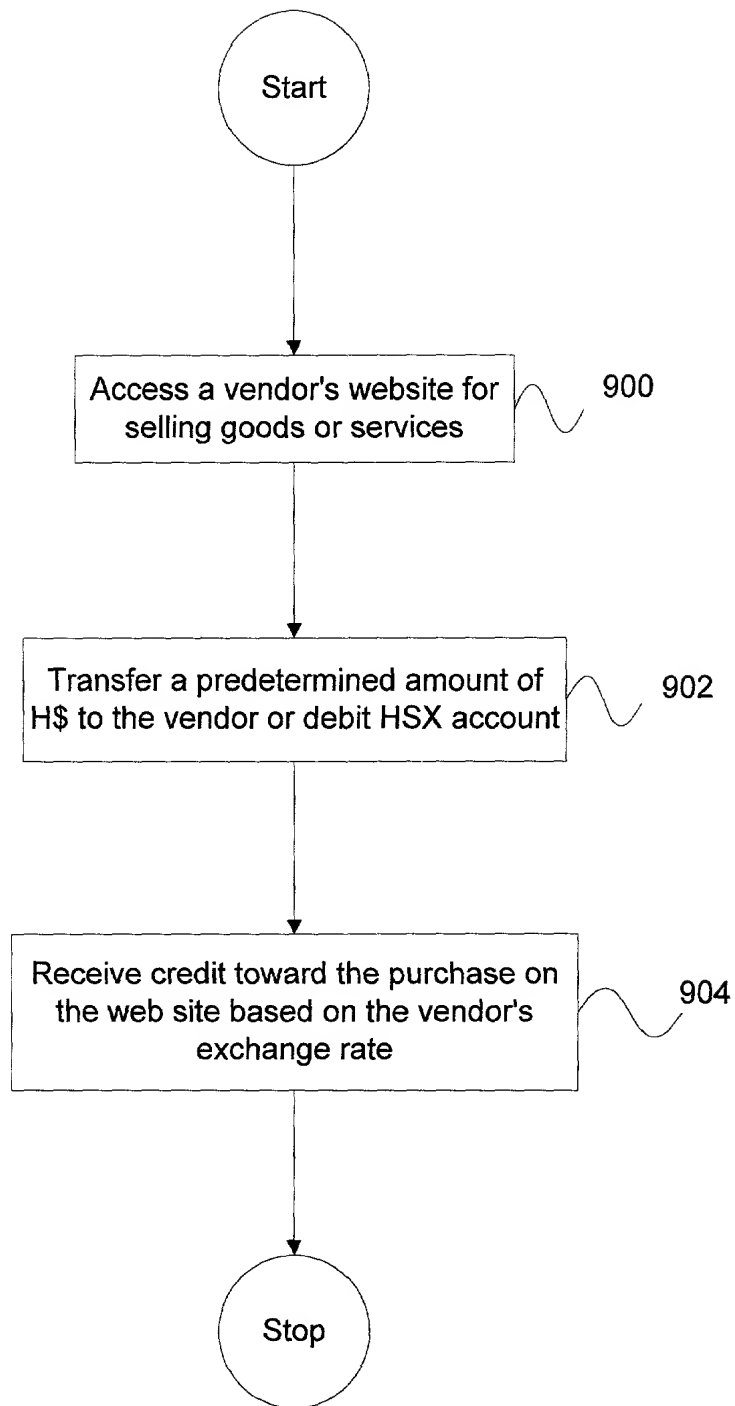 Start
Access a vendor's website for
selling goods or services
900
Transfer a predetermined amount of
H$ to the vendor or debit HSX account
902
Receive credit toward the purchase on
the web site based on the vendor's
exchange rate
904
Stop